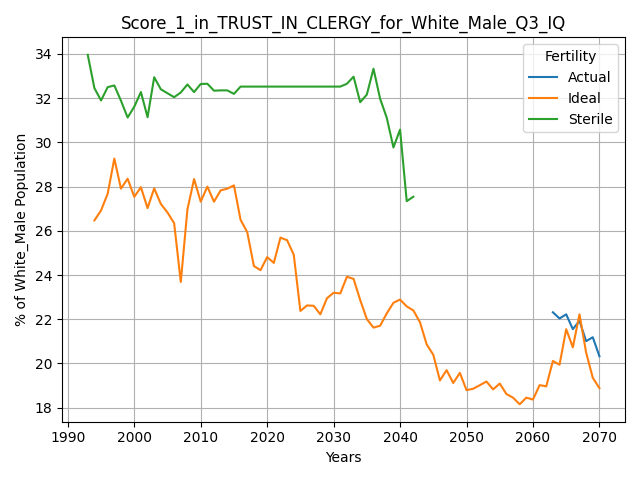 Score_1_in_TRUST_IN_CLERGY_for_White_Male_Q3_IQ
% of White_Male Population
34
32
30
28
26
24
22
20
18
Fertility
Actual
Ideal
Sterile
1990 2000 2010 2020 2030 2040 2050 2060 2070
Years